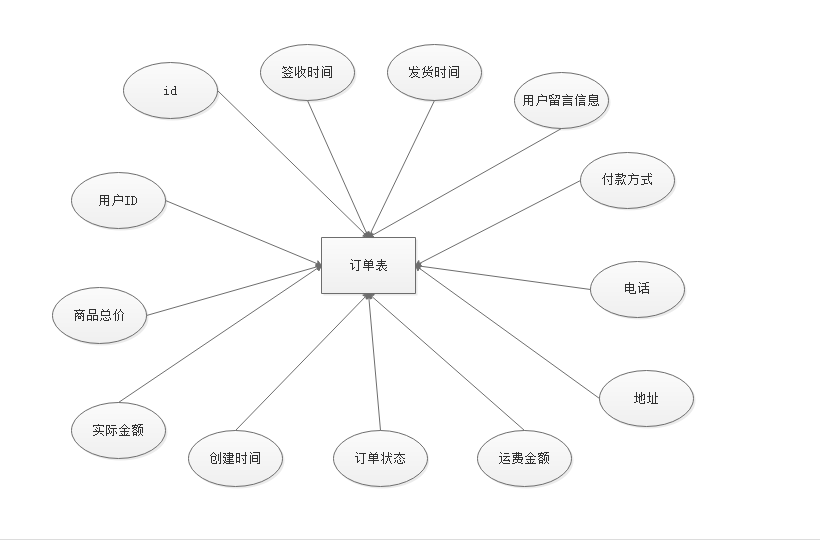 签收时间
发货时间
id
用户留言信息
付款方式
用户ID
订单表
电话
商品总价
地址
实际金额
创建时间
订单状态
运费金额